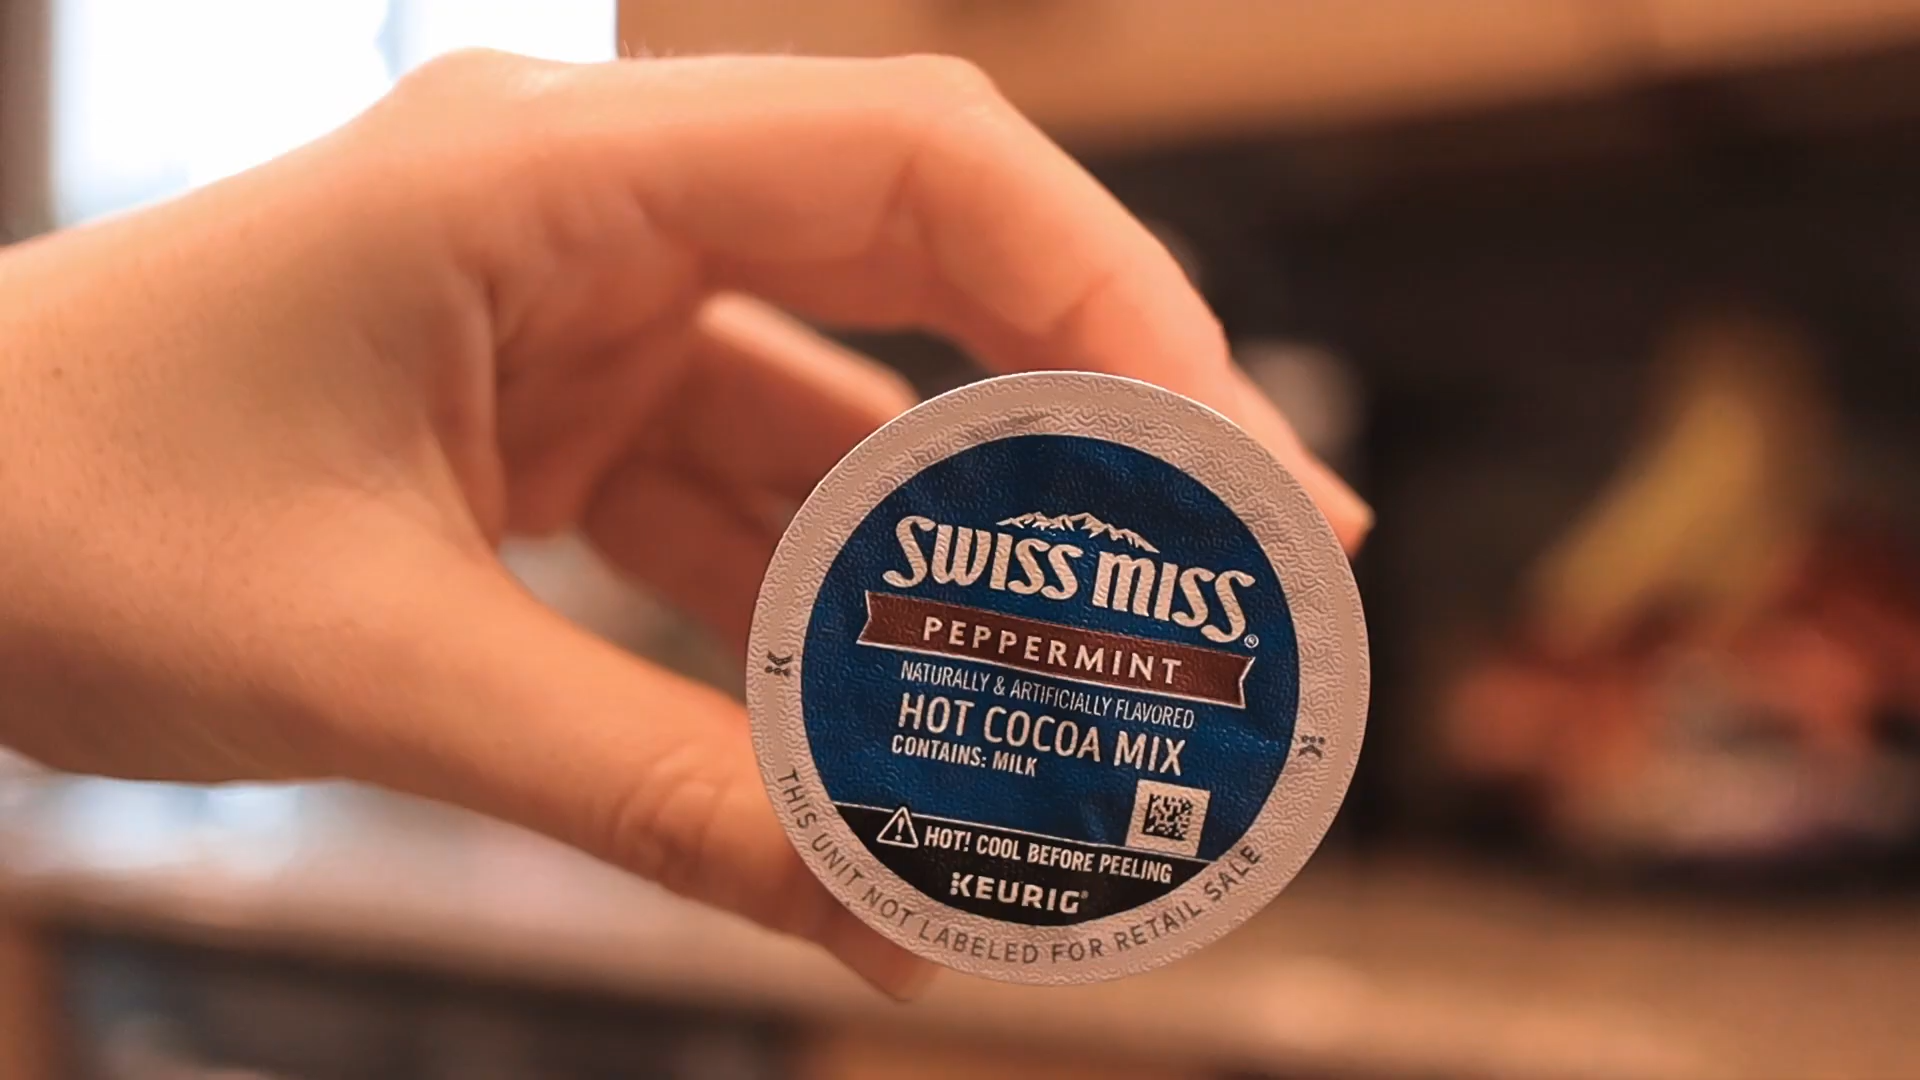 SWISS MISS®
PEPPERMINT
NATURALLY & ARTIFICIALLY FLAVORED
HOT COCOA MIX
CONTAINS: MILK
HOT! COOL BEFORE PEELING
KEURIG®
THIS UNIT NOT LABELED FOR RETAIL SALE